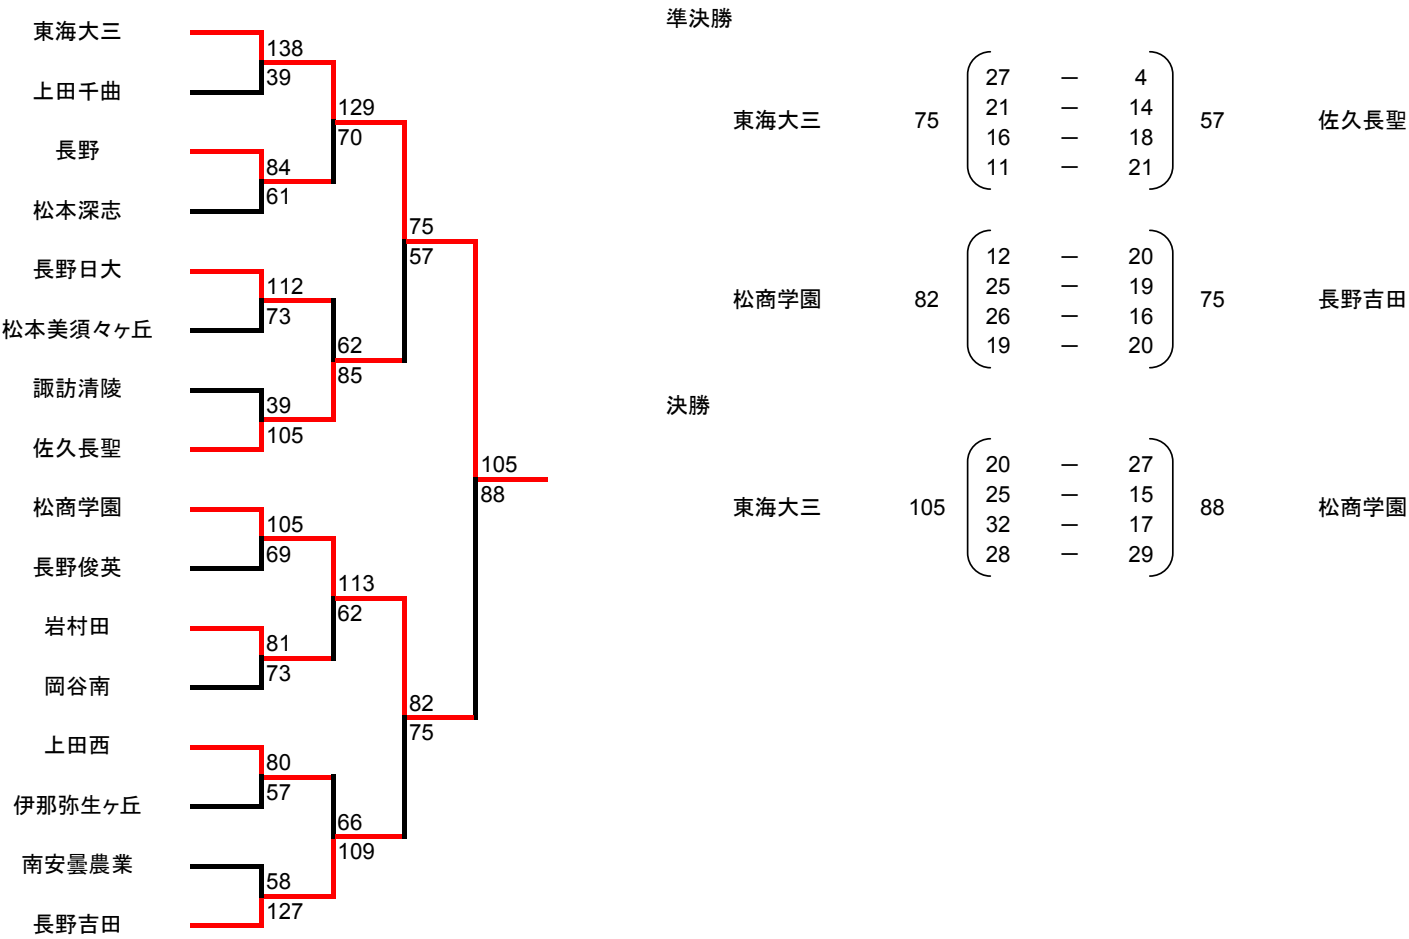 東海大三
138
39
上田千曲
129
70
長野
84
61
松本深志
75
57
長野日大
112
73
松本美須々ヶ丘
62
85
諏訪清陵
39
105
佐久長聖
105
88
松商学園
105
69
長野俊英
113
62
岩村田
81
73
岡谷南
82
75
上田西
80
57
伊那弥生ヶ丘
66
109
南安曇農業
58
127
長野吉田
準決勝
27 － 4
21 － 14
東海大三 75 57 佐久長聖
16 － 18
11 － 21
12 － 20
25 － 19
松商学園 82 75 長野吉田
26 － 16
19 － 20
決勝
20 － 27
25 － 15
東海大三 105 88 松商学園
32 － 17
28 － 29